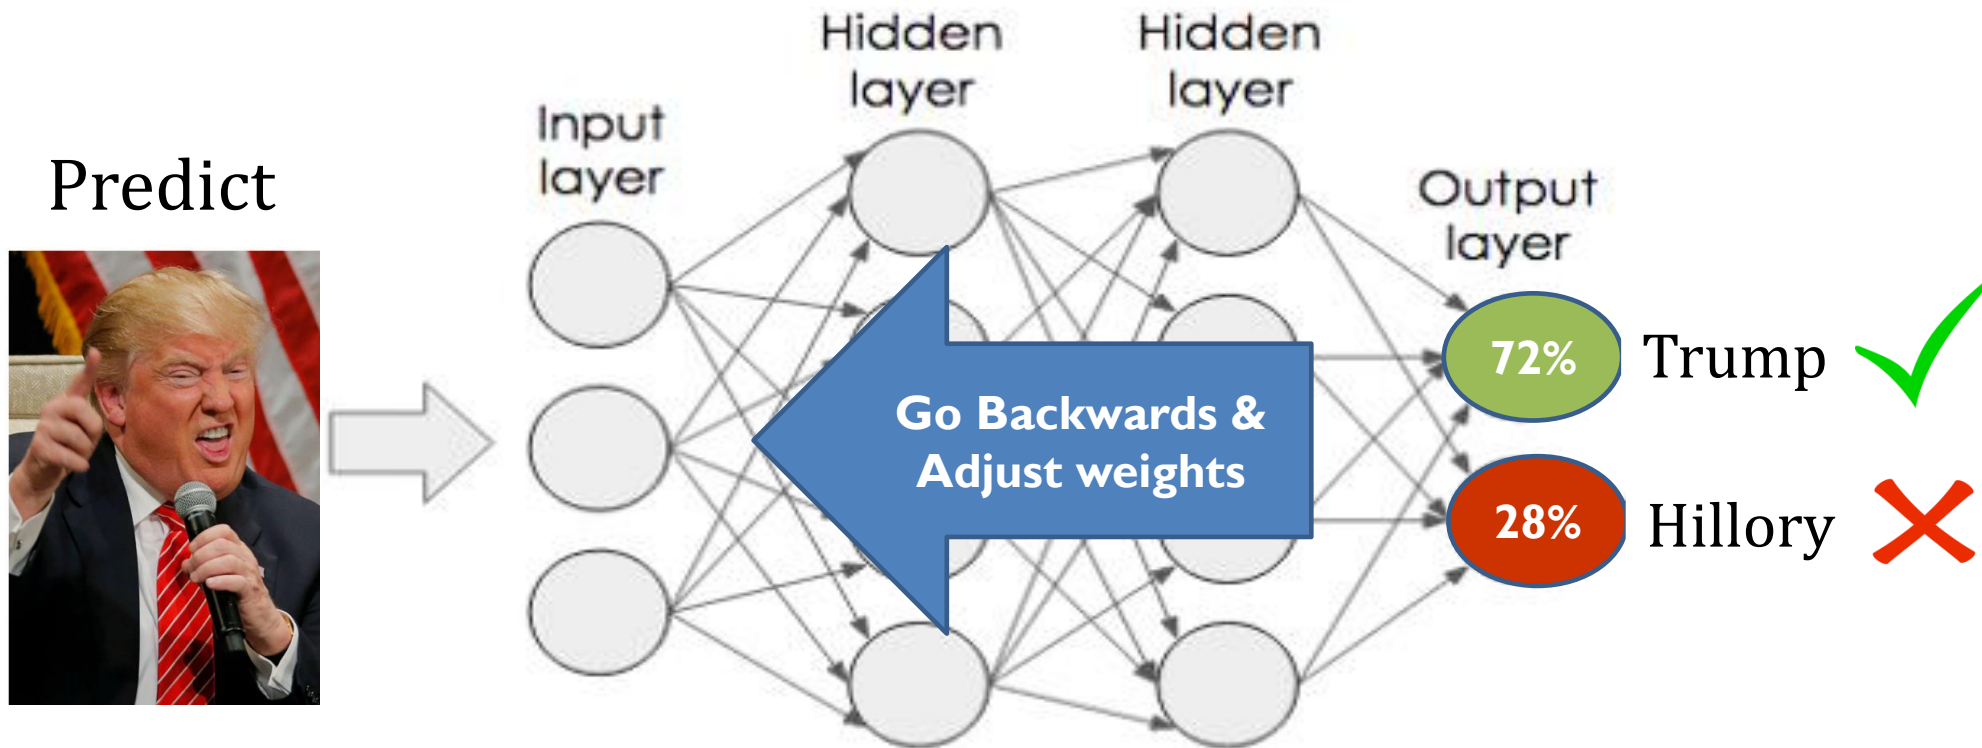 Predict
Input
layer
Hidden
layer
Hidden
layer
Output
layer
Go Backwards &
Adjust weights
72%
Trump
28%
Hillory